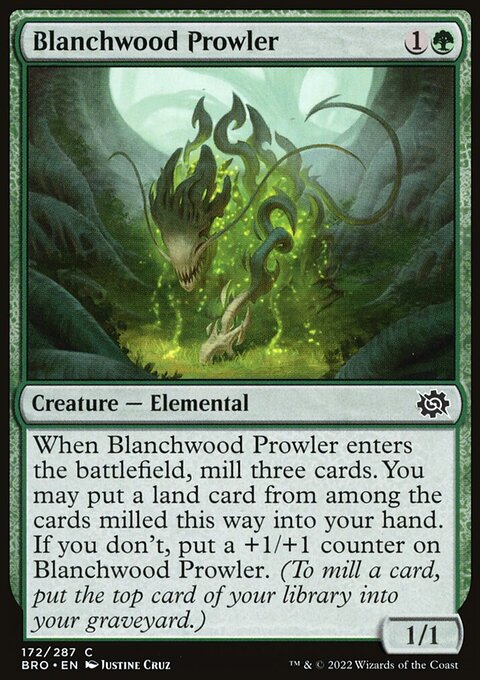 Blanchwood Prowler 1
Creature — Elemental
When Blanchwood Prowler enters
the battlefield, mill three cards. You
may put a land card from among the
cards milled this way into your hand.
If you don't, put a +1/+1 counter on
Blanchwood Prowler. (To mill a card,
put the top card of your library into
your graveyard.)
1/1
172/287 C
BRO • EN Justine Cruz
™ & © 2022 Wizards of the Coast